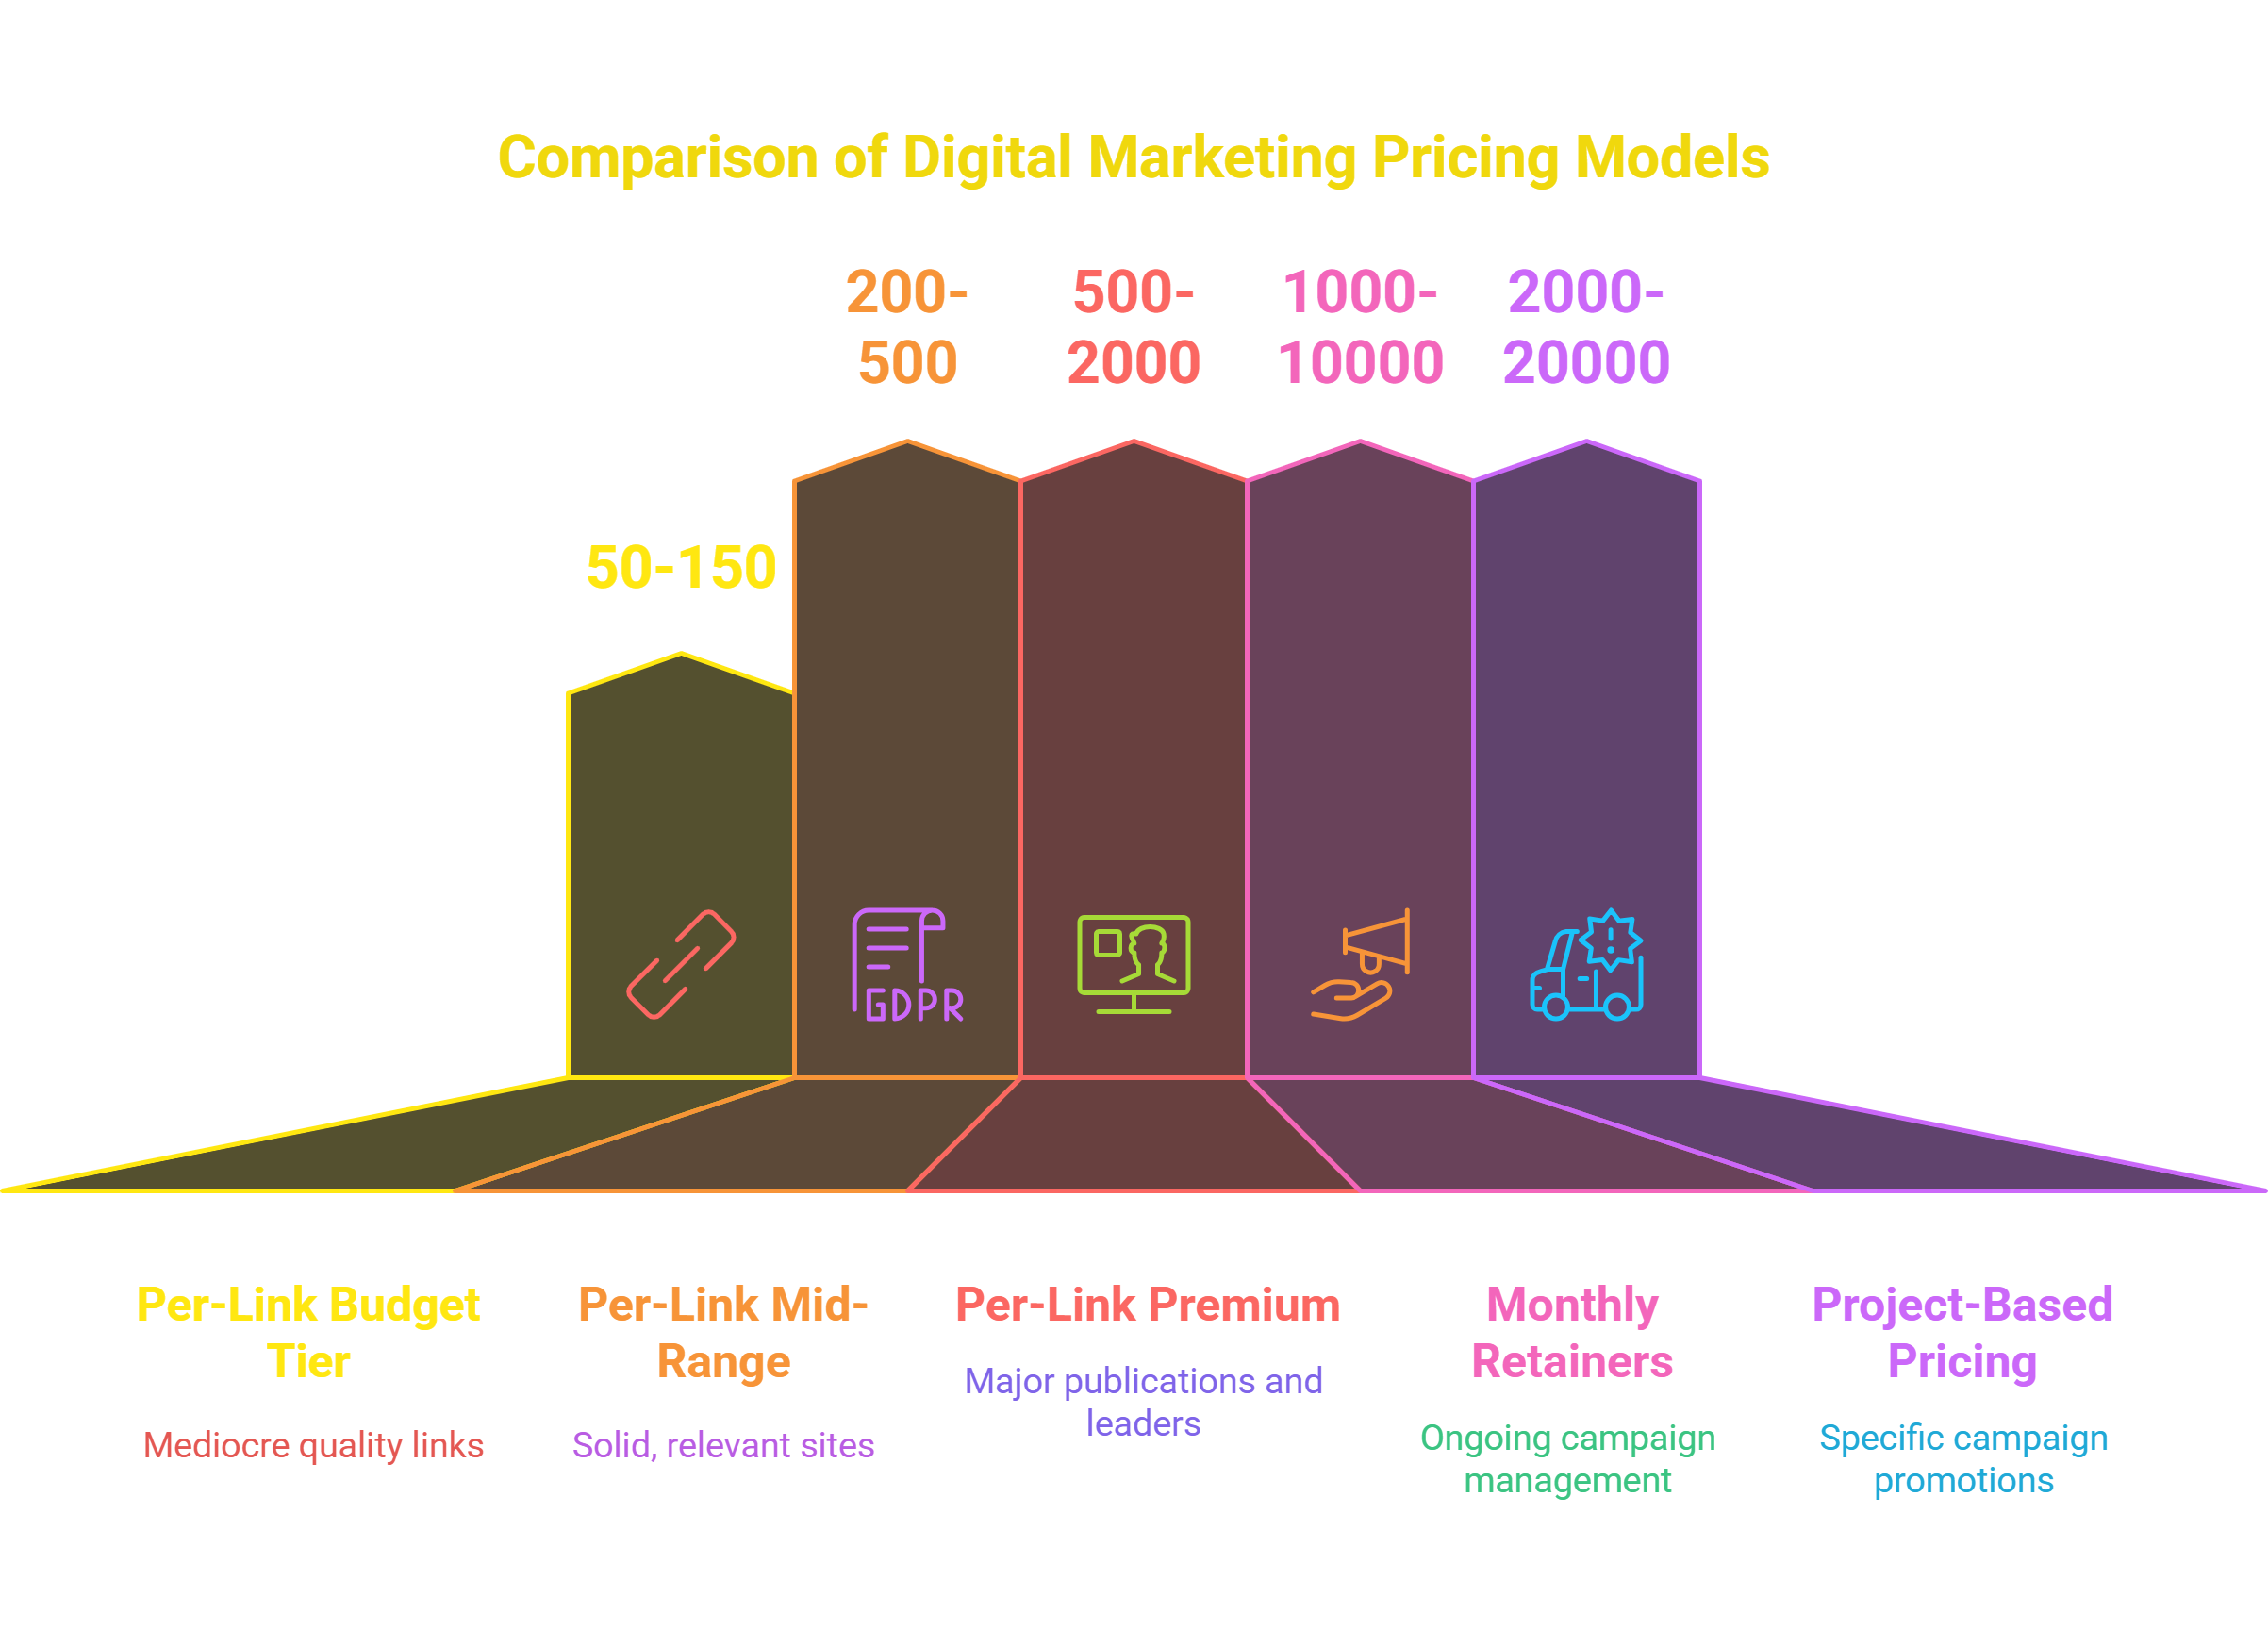 Comparison of Digital Marketing Pricing Models
200-
500
500-
2000
1000-
10000
2000-
20000
50-150
GDPR
Per-Link Budget
Tier
Mediocre quality links
Per-Link Mid-
Range
Solid, relevant sites
Per-Link Premium
Major publications and
leaders
Monthly
Retainers
Ongoing campaign
management
Project-Based
Pricing
Specific campaign
promotions